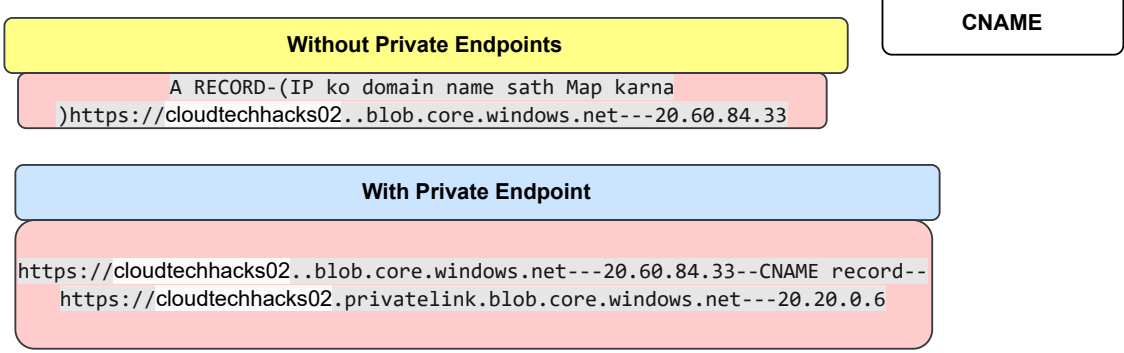 CNAME
Without Private Endpoints
A RECORD-(IP ko domain name sath Map karna
)https://cloudtechhacks02..blob.core.windows.net---20.60.84.33
With Private Endpoint
https://cloudtechhacks02..blob.core.windows.net---20.60.84.33--CNAME record--
https://cloudtechhacks02.privatelink.blob.core.windows.net---20.20.0.6